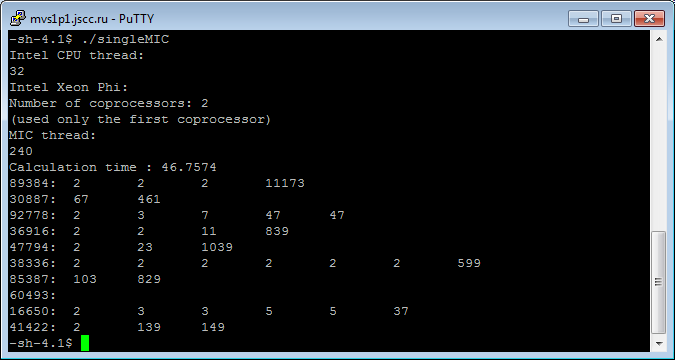 mvs1p1.jscc.ru - PuTTY
-sh-4.1$ ./singleMIC
Intel CPU thread:
32
Intel Xeon Phi:
Number of coprocessors: 2
(used only the first coprocessor)
MIC thread:
240
Calculation time : 46.7574
89384: 2 2 2 11173
30887: 67 461
92778: 2 3 7 47 47
36916: 2 2 11 839
47794: 2 23 1039
38336: 2 2 2 2 2 2 599
85387: 103 829
60493:
16650: 2 3 3 5 5 37
41422: 2 139 149
-sh-4.1$